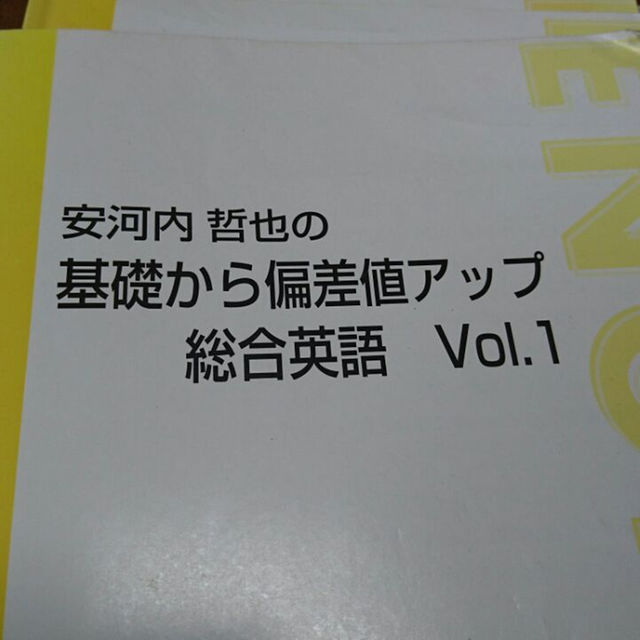 安河内 哲也の
基礎から偏差値アップ
総合英語 Vol.1